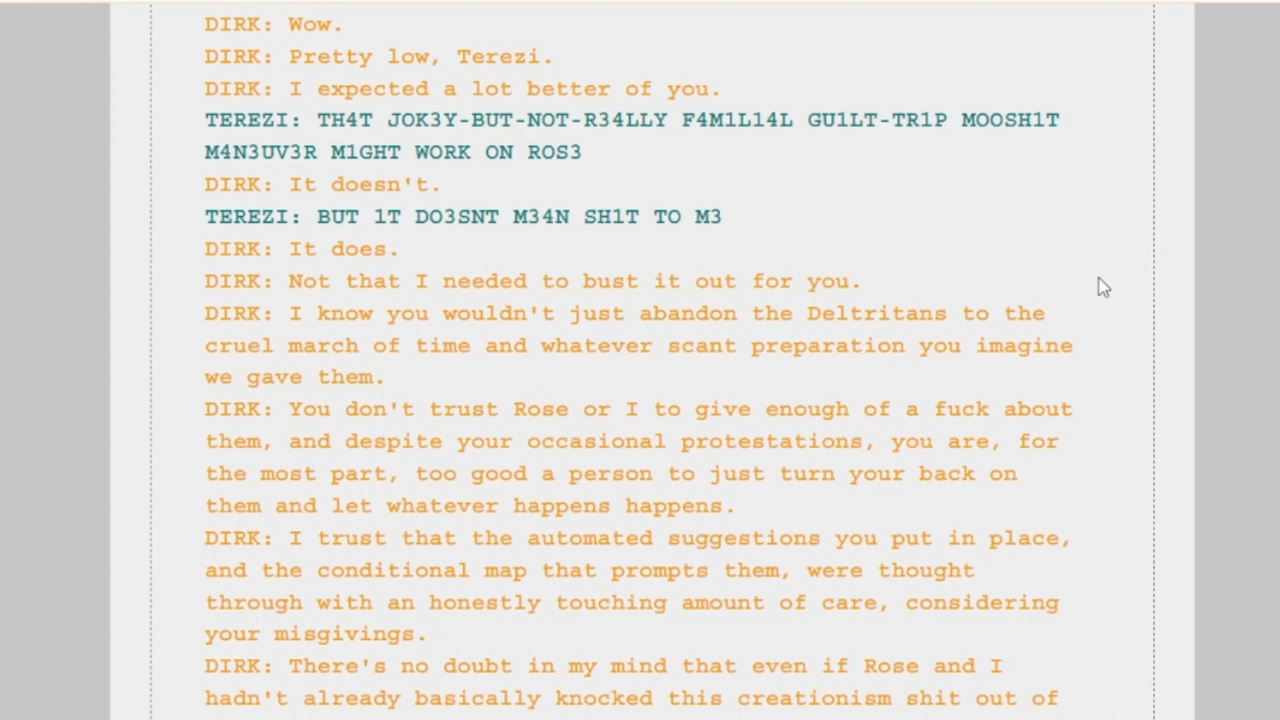 DIRK: Wow.
DIRK: Pretty low, Terezi.
DIRK: I expected a lot better of you.
TEREZI: TH4T JOK3Y-BUT-NOT-R34LLY F4M1L14L GU1LT-TR1P MOOSH1T
M4N3UV3R M1GHT WORK ON ROS3
DIRK: It doesn't.
TEREZI: BUT 1T DO3SNT M34N SH1T TO M3
DIRK: It does.
DIRK: Not that I needed to bust it out for you.
DIRK: I know you wouldn't just abandon the Deltritans to the
cruel march of time and whatever scant preparation you imagine
we gave them.
DIRK: You don't trust Rose or I to give enough of a fuck about
them, and despite your occasional protestations, you are, for
the most part, too good a person to just turn your back on
them and let whatever happens happens.
DIRK: I trust that the automated suggestions you put in place,
and the conditional map that prompts them, were thought
through with an honestly touching amount of care, considering
your misgivings.
DIRK: There's no doubt in my mind that even if Rose and I
hadn't already basically knocked this creationism shit out of